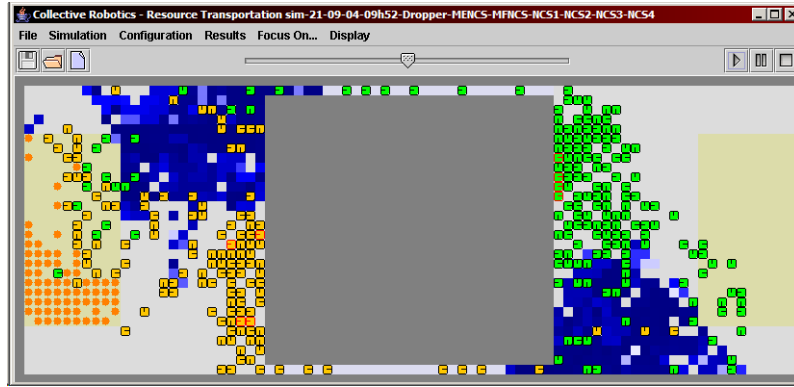 Collective Robotics - Resource Transportation sim-21-09-04-09h52-Dropper-MENCS-MFNCS-NCS1-NCS2-NCS3-NCS4
File Simulation Configuration Results Focus On... Display